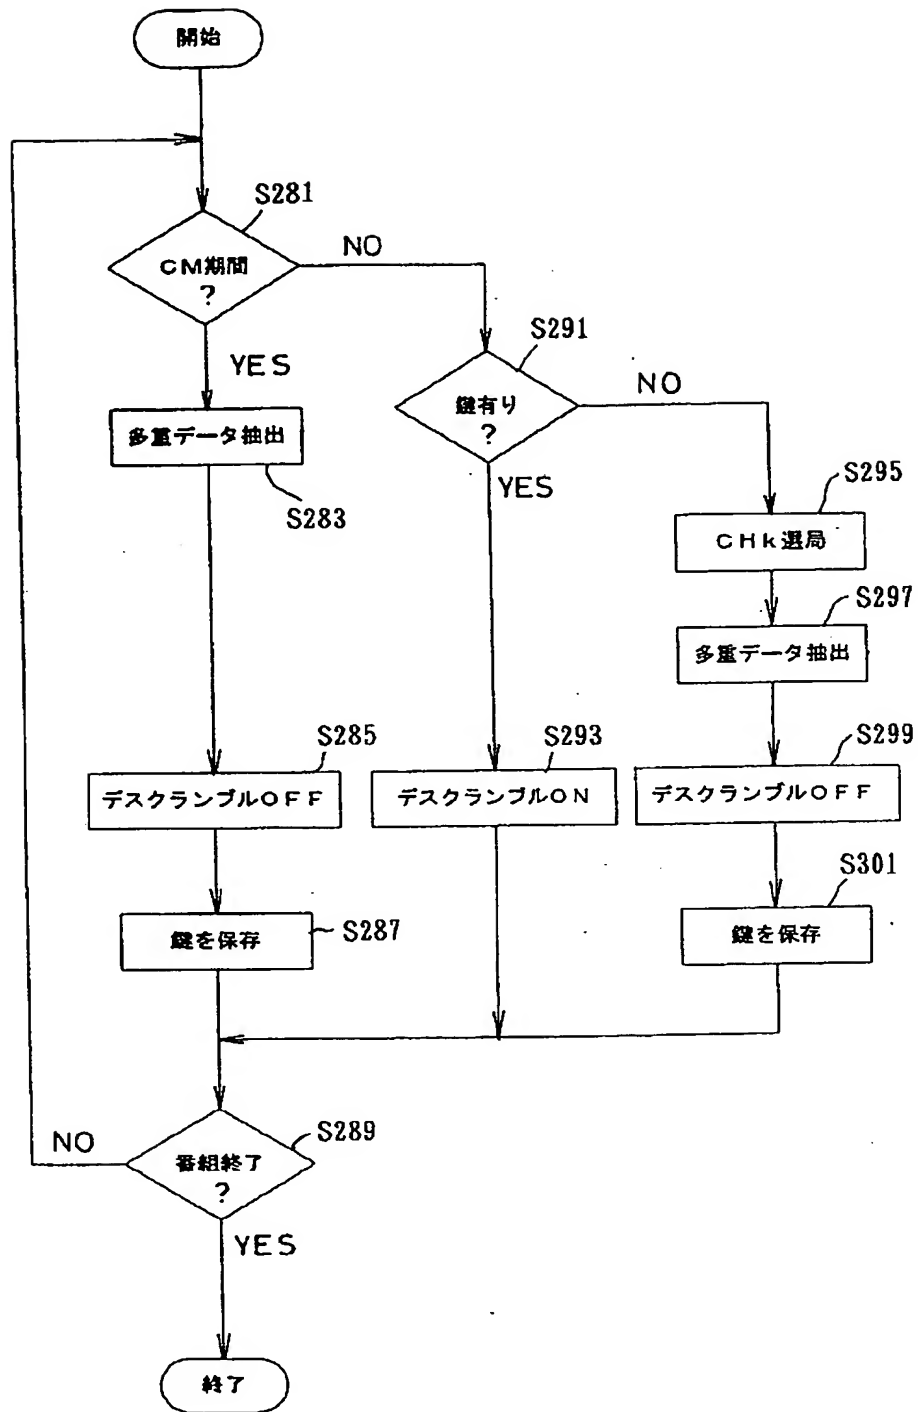 開始
S281
CM期間
?
NO
YES
S291
鍵有り
?
NO
YES
多重データ抽出
S283
S295
CHk選局
S297
多重データ抽出
S285
デスクランブルOFF
S293
デスクランブルON
S299
デスクランブルOFF
S287
鍵を保存
S301
鍵を保存
S289
番組終了
?
NO
YES
終了